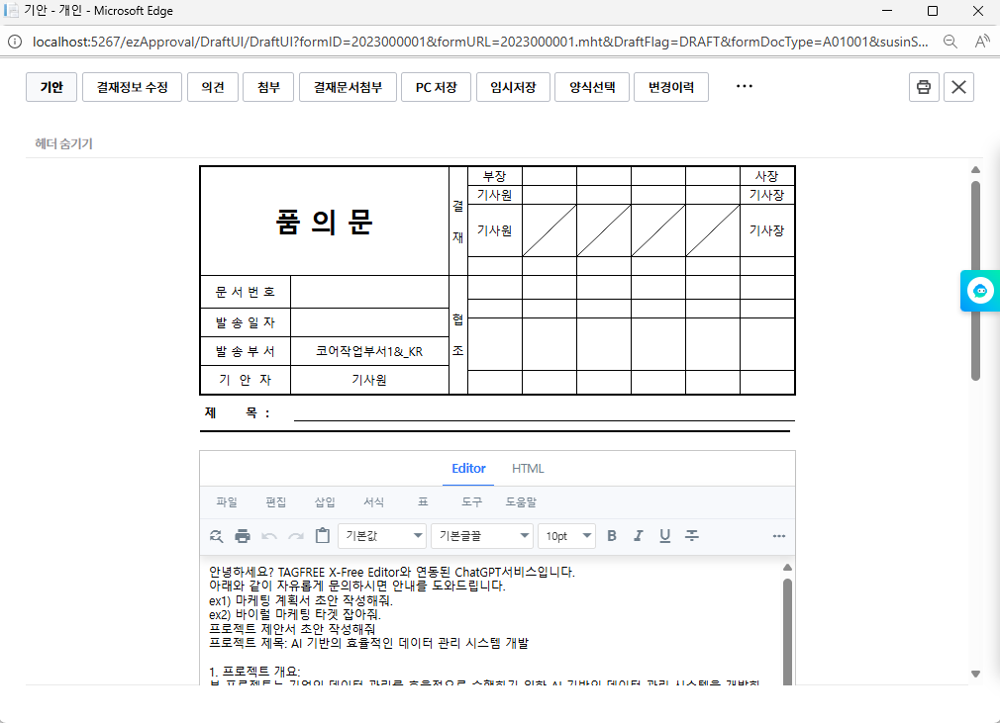 기안 - 개인 - Microsoft Edge
localhost:5267/ezApproval/DraftUI/DraftUI?formID=2023000001&formURL=2023000001.mht&DraftFlag=DRAFT&formDocType=A01001&susinS...
기안 결재정보 수정 의견 첨부 결재문서첨부 PC 저장 임시저장 양식선택 변경이력 ...
헤더 숨기기
품 의 문
결 재
부장 사장
기사원 기사장
기사원 기사장
문 서 번 호
발 송 일 자
협 조
발 송 부 서 코어작업부서1&_KR
기 안 자 기사원
제 목 :
Editor HTML
파일 편집 삽입 서식 표 도구 도움말
기본값 기본글꼴 10pt B I U
안녕하세요? TAGFREE X-Free Editor와 연동된 ChatGPT서비스입니다.
아래와 같이 자유롭게 문의하시면 안내를 도와드립니다.
ex1) 마케팅 계획서 초안 작성해줘.
ex2) 바이럴 마케팅 타겟 잡아줘.
프로젝트 제안서 초안 작성해줘
프로젝트 제목: AI 기반의 효율적인 데이터 관리 시스템 개발
1. 프로젝트 개요:
본 프로젝트는 기업의 데이터 관리를 효율적으로 수행하기 위한 AI 기반의 데이터 관리 시스템을 개발하